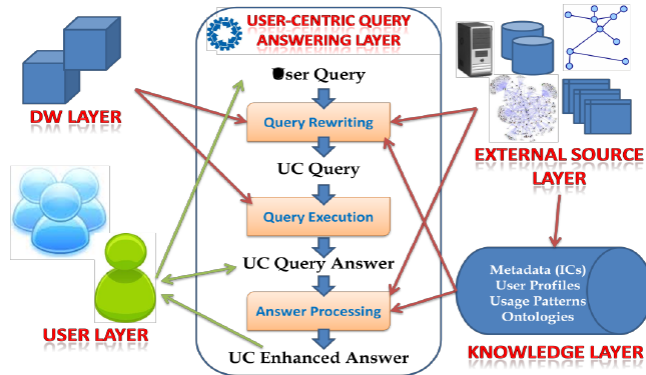 USER-CENTRIC QUERY
ANSWERING LAYER
User Query
Query Rewriting
UC Query
Query Execution
UC Query Answer
Answer Processing
UC Enhanced Answer
DW LAYER
USER LAYER
EXTERNAL SOURCE
LAYER
Metadata (ICs)
User Profiles
Usage Patterns
Ontologies
KNOWLEDGE LAYER